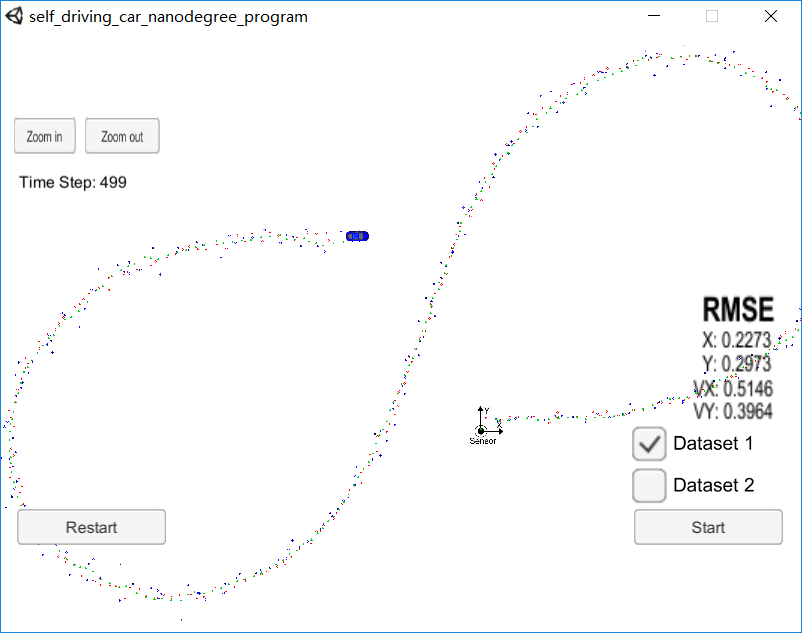 self_driving_car_nanodegree_program
Zoom in
Zoom out
Time Step: 499
RMSE
X: 0.2273
Y: 0.2973
VX: 0.5146
VY: 0.3964
Y
X
Sensor
Dataset 1
Dataset 2
Restart
Start